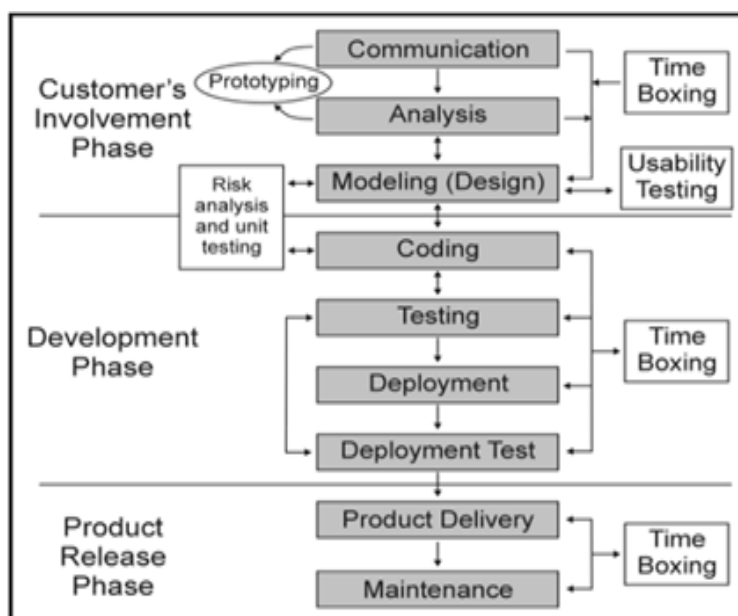 Communication
Prototyping
Time
Boxing
Customer's
Involvement
Phase
Analysis
Modeling (Design)
Usability
Testing
Risk
analysis
and unit
testing
Coding
Development
Phase
Testing
Time
Boxing
Deployment
Deployment Test
Product
Release
Phase
Product Delivery
Time
Boxing
Maintenance